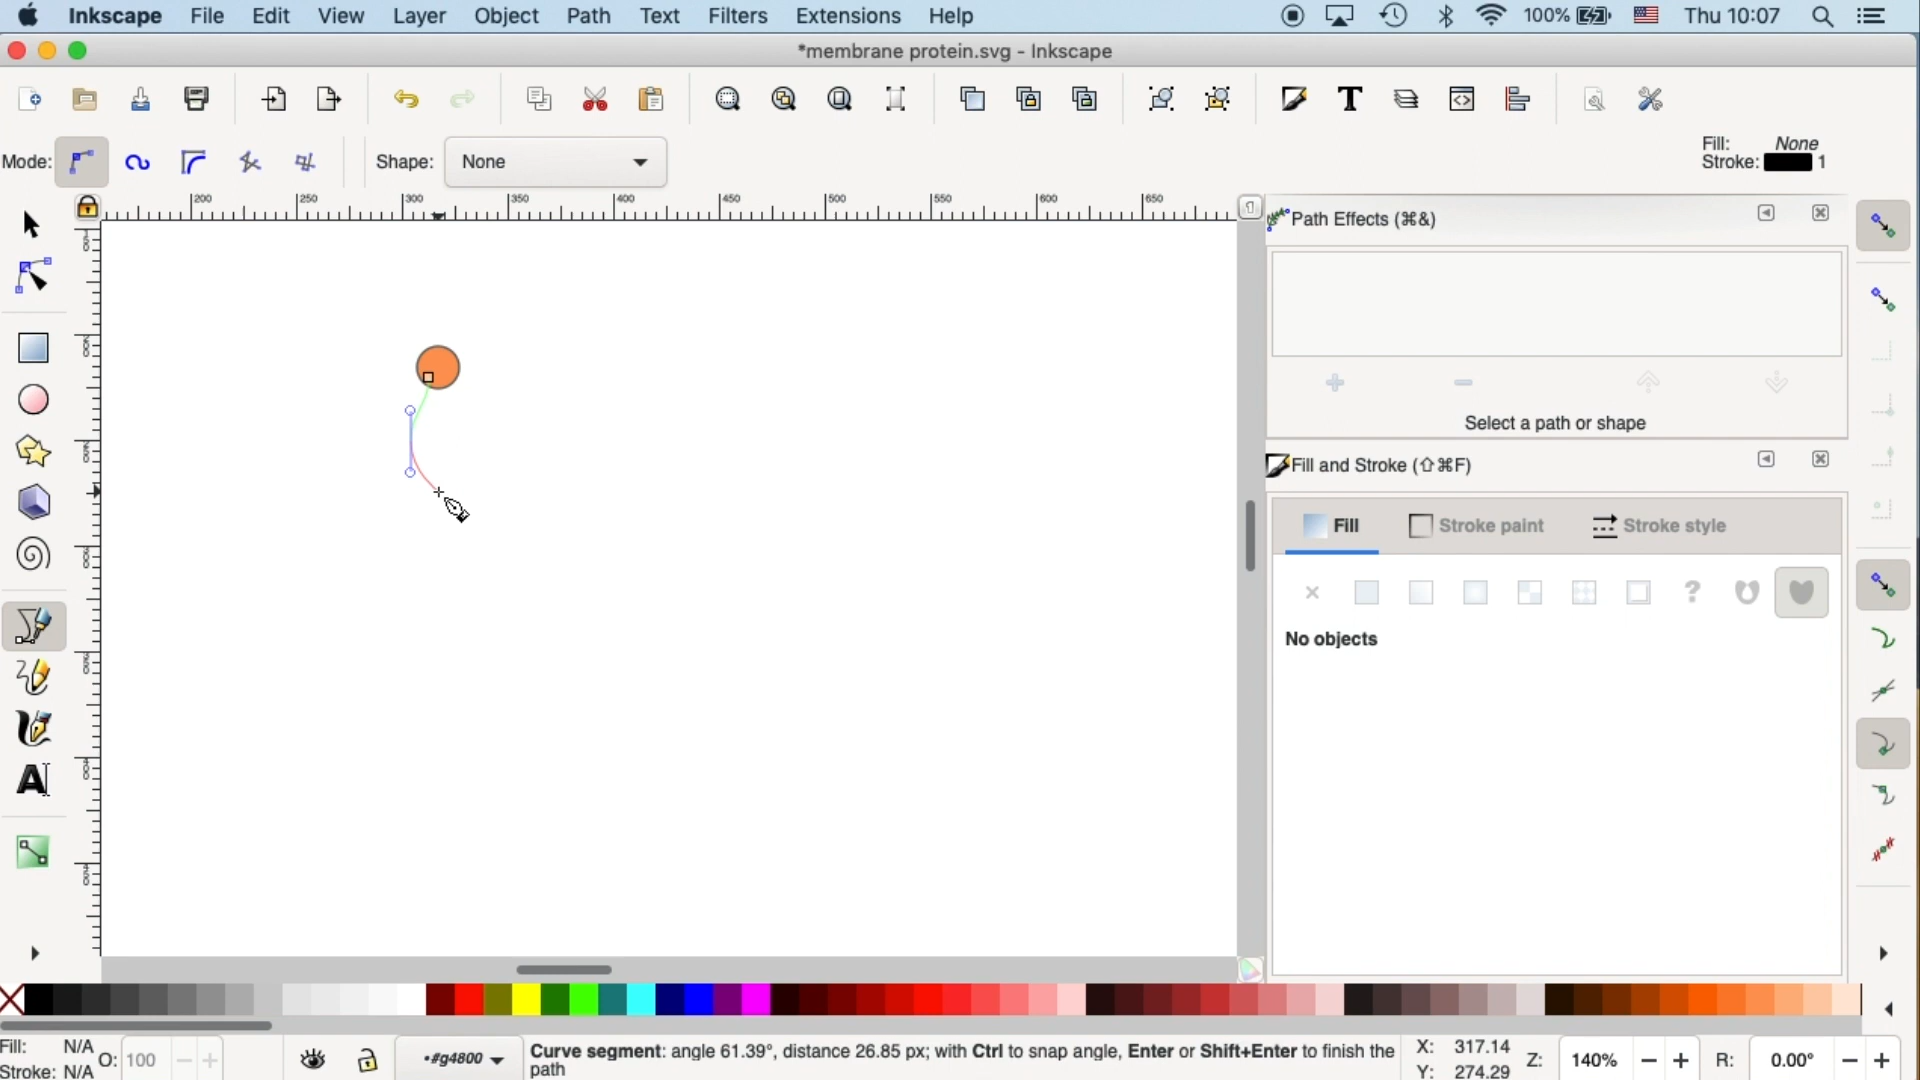 Inkscape File Edit View Layer Object Path Text Filters Extensions Help 100% Thu 10:07
*membrane protein.svg - Inkscape
Mode: Shape: None
Fill: None
Stroke: 1
200 250 300 350 400 450 500 550 600 650
Path Effects (⌘&)
Select a path or shape
Fill and Stroke (⇧⌘F)
Fill Stroke paint Stroke style
No objects
Fill: N/A
Stroke: N/A
O: 100
•#g4800
Curve segment: angle 61.39°, distance 26.85 px; with Ctrl to snap angle, Enter or Shift+Enter to finish the
path
X: 317.14
Y: 274.29
Z: 140%
R: 0.00°